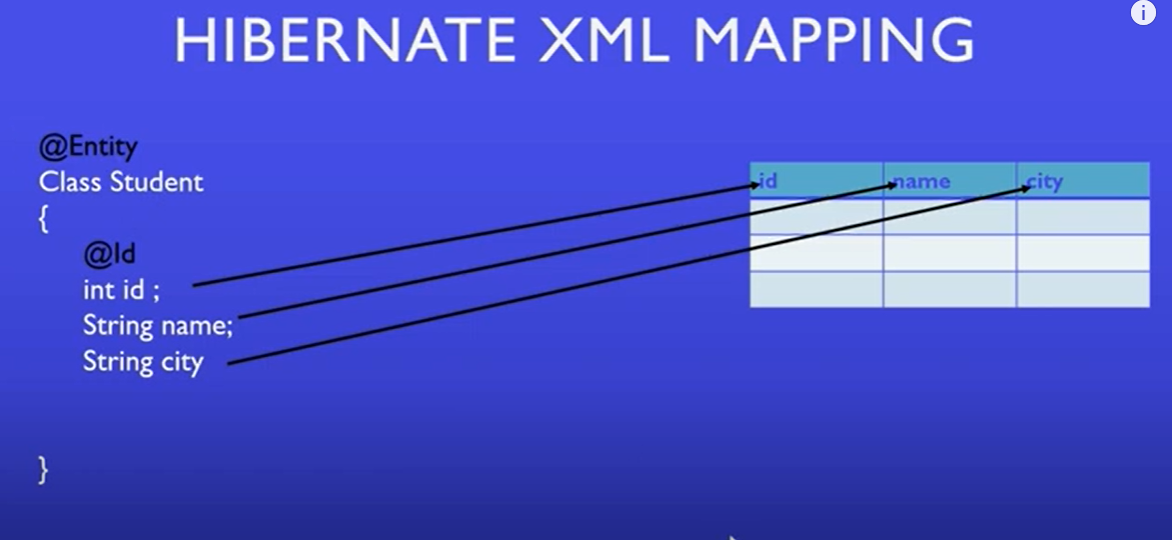 HIBERNATE XML MAPPING
@Entity
Class Student
{
@Id
int id ;
String name;
String city
}
id name city
i